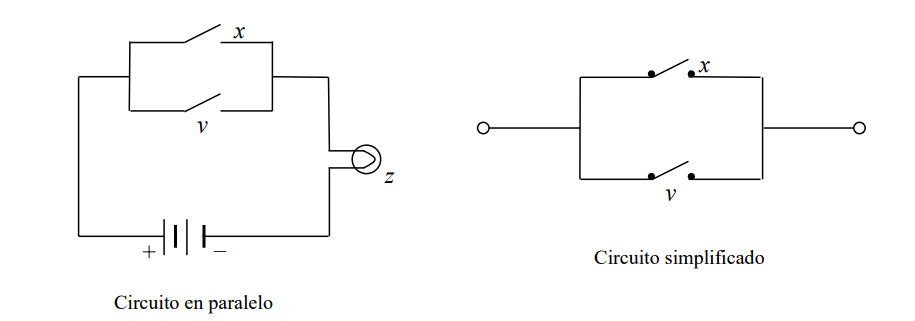 x
v
z
+ −
Circuito en paralelo
x
v
Circuito simplificado